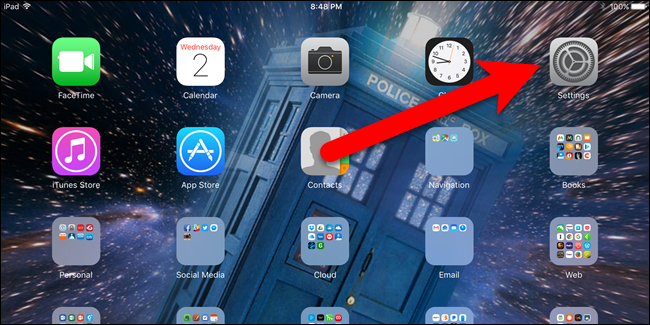 iPad 8:48 PM 100%
Wednesday
2
FaceTime Calendar Camera Settings
POLICE BOX
iTunes Store App Store Contacts Navigation Books
Personal Social Media Cloud Email Web